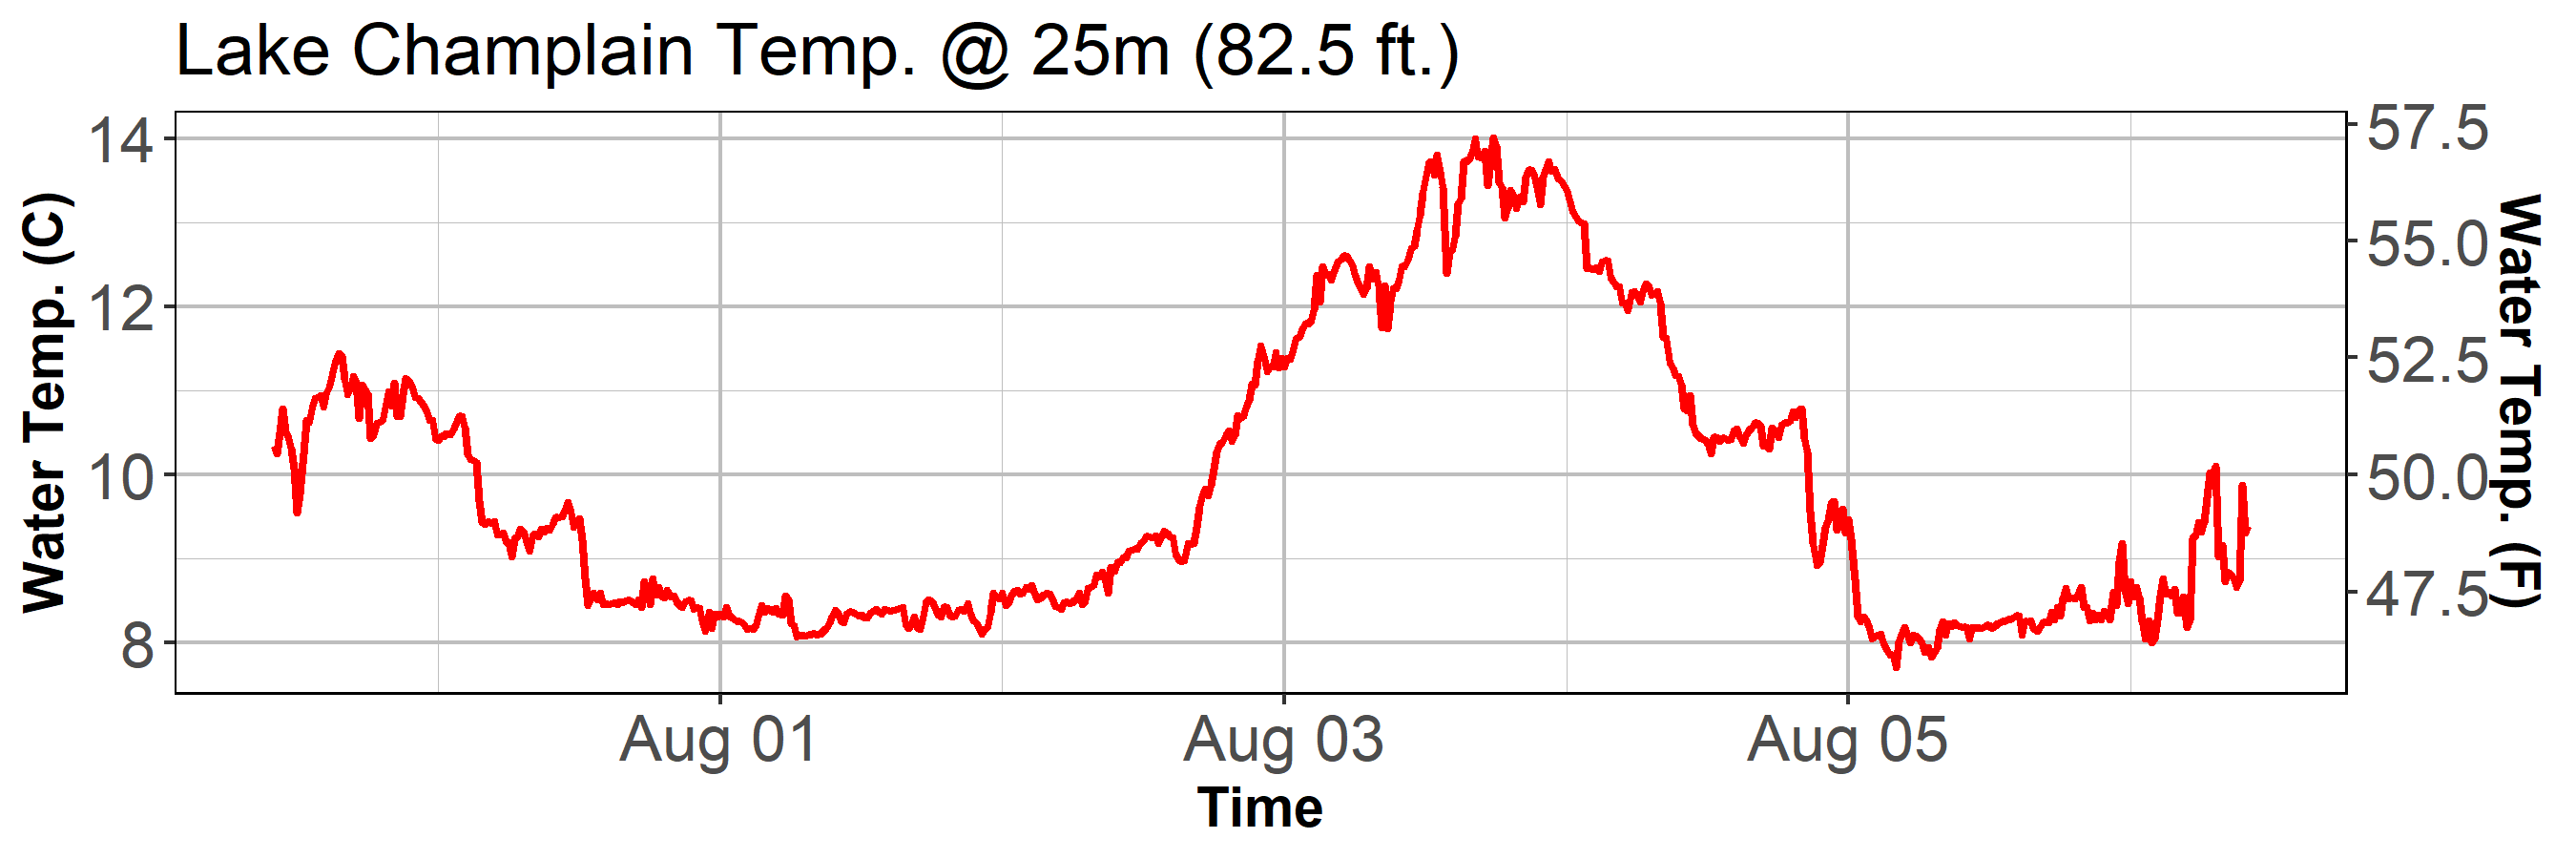 Lake Champlain Temp. @ 25m (82.5 ft.)
14
12
10
8
Water Temp. (C)
57.5
55.0
52.5
50.0
47.5
Water Temp. (F)
Aug 01
Aug 03
Aug 05
Time